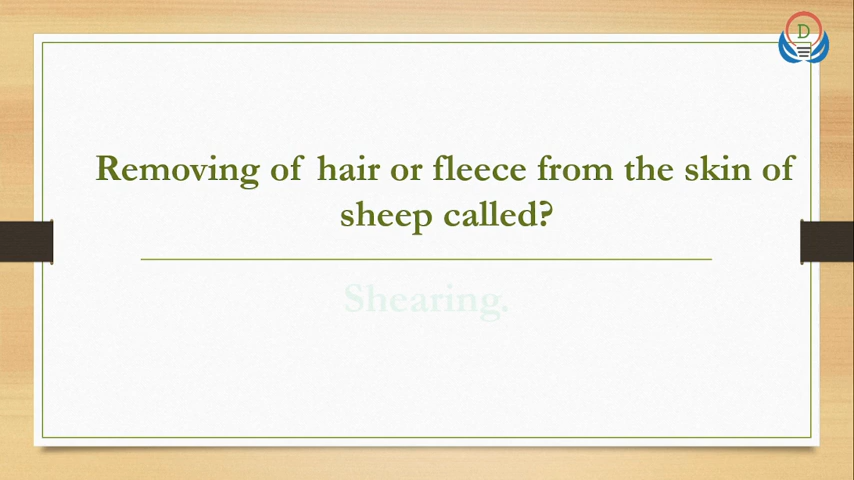 D
Removing of hair or fleece from the skin of
sheep called?
Shearing.